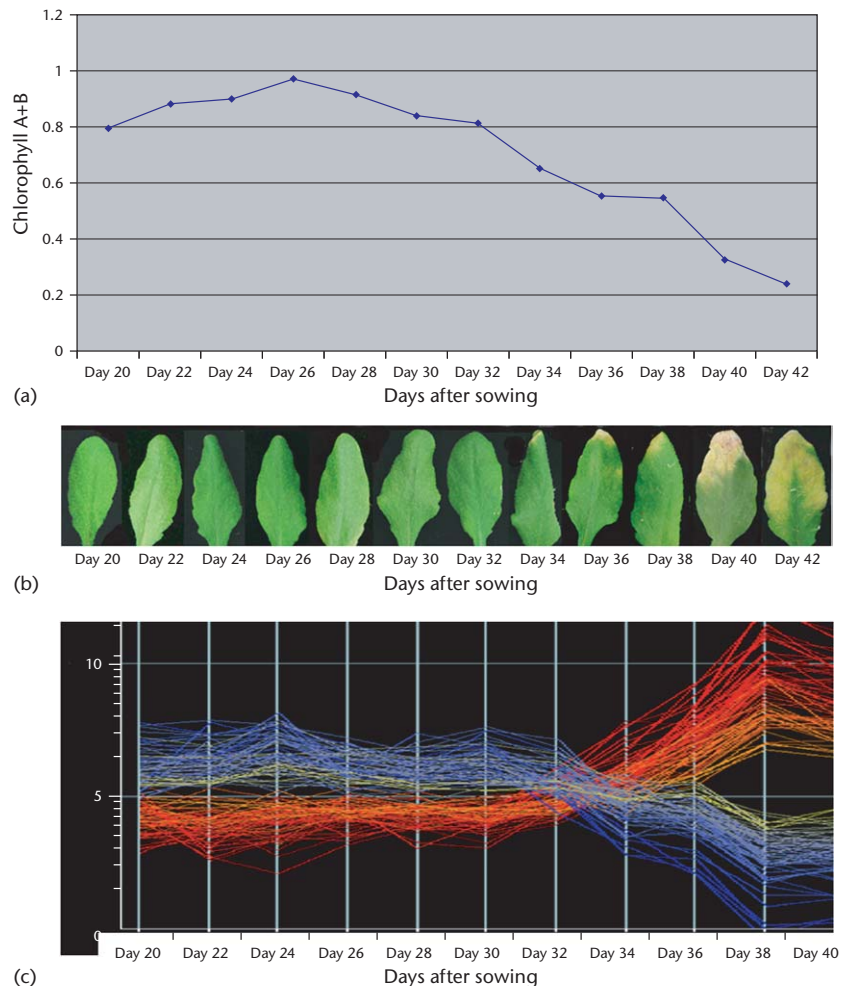 1.2
1
0.8
0.6
0.4
0.2
0
Chlorophyll A+B
Day 20 Day 22 Day 24 Day 26 Day 28 Day 30 Day 32 Day 34 Day 36 Day 38 Day 40 Day 42
(a) Days after sowing
Day 20 Day 22 Day 24 Day 26 Day 28 Day 30 Day 32 Day 34 Day 36 Day 38 Day 40 Day 42
(b) Days after sowing
10
5
0
Day 20 Day 22 Day 24 Day 26 Day 28 Day 30 Day 32 Day 34 Day 36 Day 38 Day 40
(c) Days after sowing